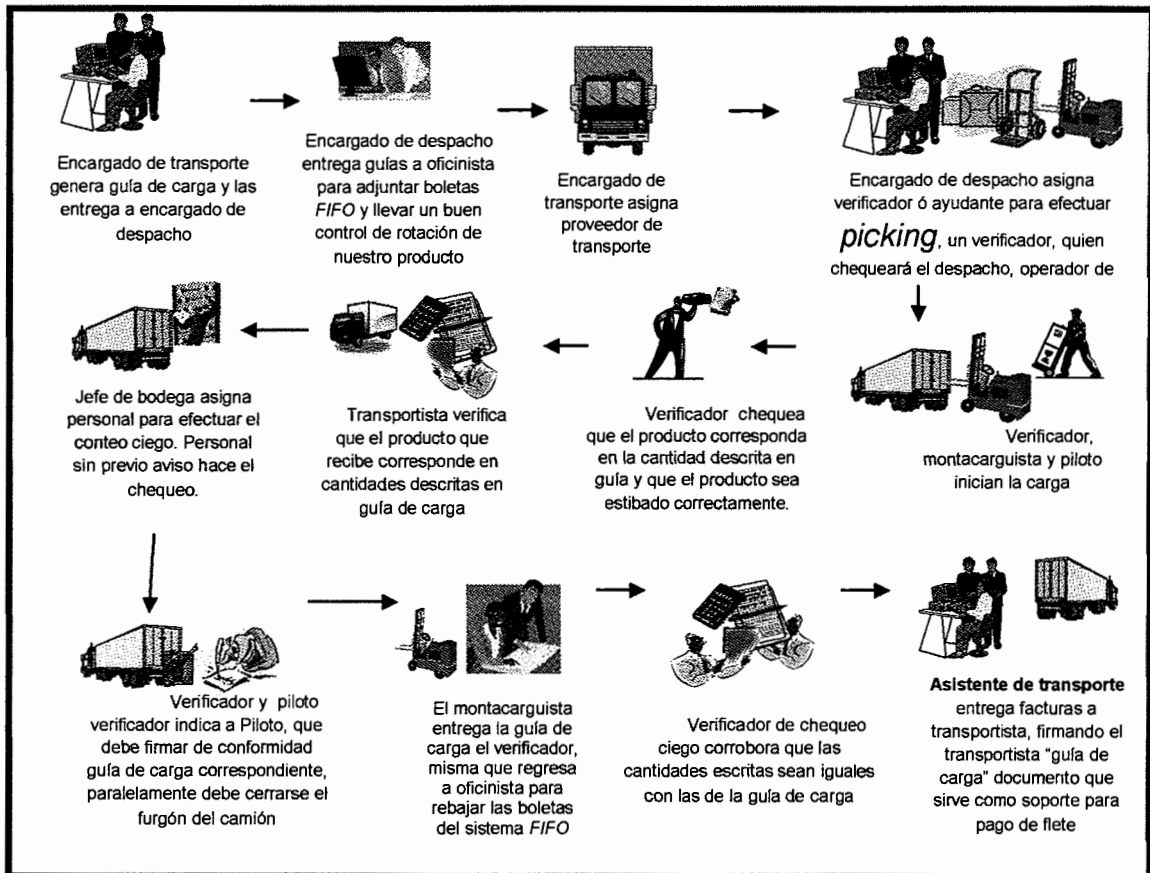 Encargado de transporte
genera guía de carga y las
entrega a encargado de
despacho
Encargado de despacho
entrega guías a oficinista
para adjuntar boletas
FIFO y llevar un buen
control de rotación de
nuestro producto
Encargado de
transporte asigna
proveedor de
transporte
Encargado de despacho asigna
verificador ó ayudante para efectuar
picking, un verificador, quien
chequeará el despacho, operador de
Verificador,
montacarguista y piloto
inician la carga
Verificador chequea
que el producto corresponda
en la cantidad descrita en
guía y que el producto sea
estibado correctamente.
Transportista verifica
que el producto que
recibe corresponde en
cantidades descritas en
guía de carga
Jefe de bodega asigna
personal para efectuar el
conteo ciego. Personal
sin previo aviso hace el
chequeo.
Verificador y piloto
verificador indica a Piloto, que
debe firmar de conformidad
guía de carga correspondiente,
paralelamente debe cerrarse el
furgón del camión
El montacarguista
entrega la guía de
carga el verificador,
misma que regresa
a oficinista para
rebajar las boletas
del sistema FIFO
Verificador de chequeo
ciego corrobora que las
cantidades escritas sean iguales
con las de la guía de carga
Asistente de transporte
entrega facturas a
transportista, firmando el
transportista “guía de
carga” documento que
sirve como soporte para
pago de flete